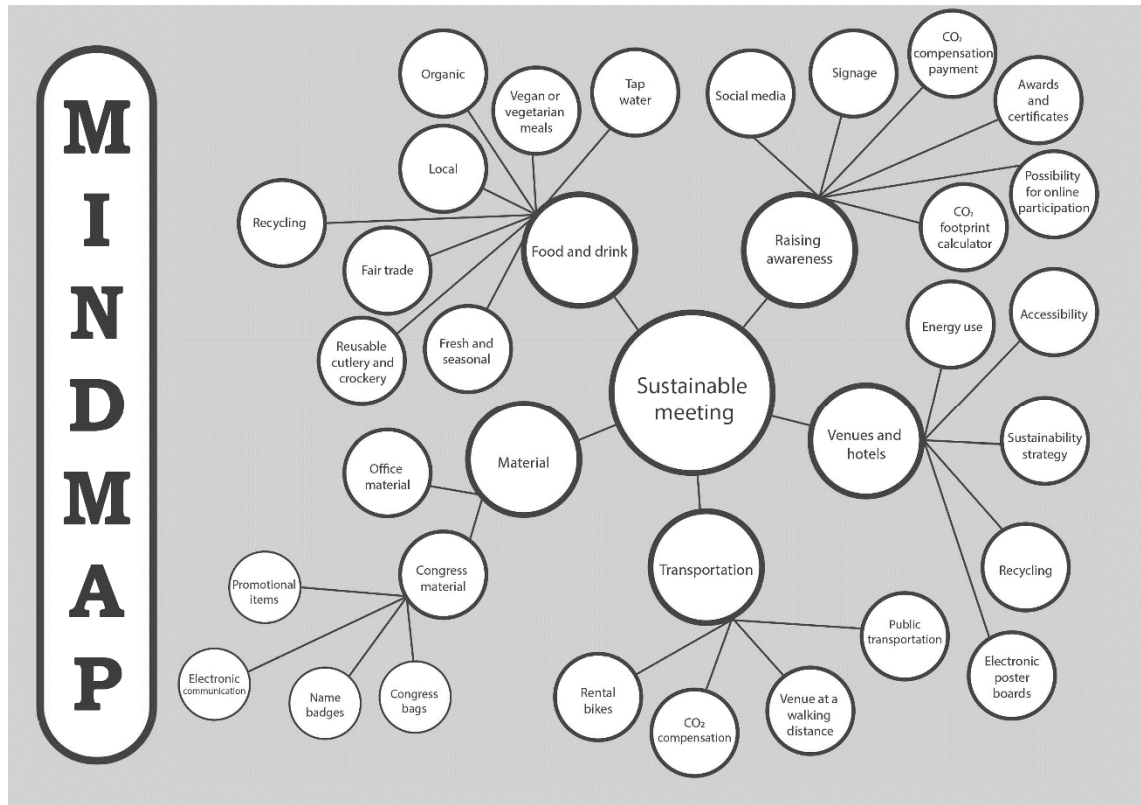 M
I
N
D
M
A
P
Sustainable
meeting
Food and drink
Organic
Vegan or
vegetarian
meals
Tap
water
Local
Recycling
Fair trade
Reusable
cutlery and
crockery
Fresh and
seasonal
Raising
awareness
Social media
Signage
CO₂
compensation
payment
Awards
and
certificates
Possibility
for online
participation
CO₂
footprint
calculator
Venues and
hotels
Energy use
Accessibility
Sustainability
strategy
Recycling
Electronic
poster
boards
Transportation
Public
transportation
Venue at a
walking
distance
CO₂
compensation
Rental
bikes
Material
Office
material
Congress
material
Promotional
items
Electronic
communication
Name
badges
Congress
bags